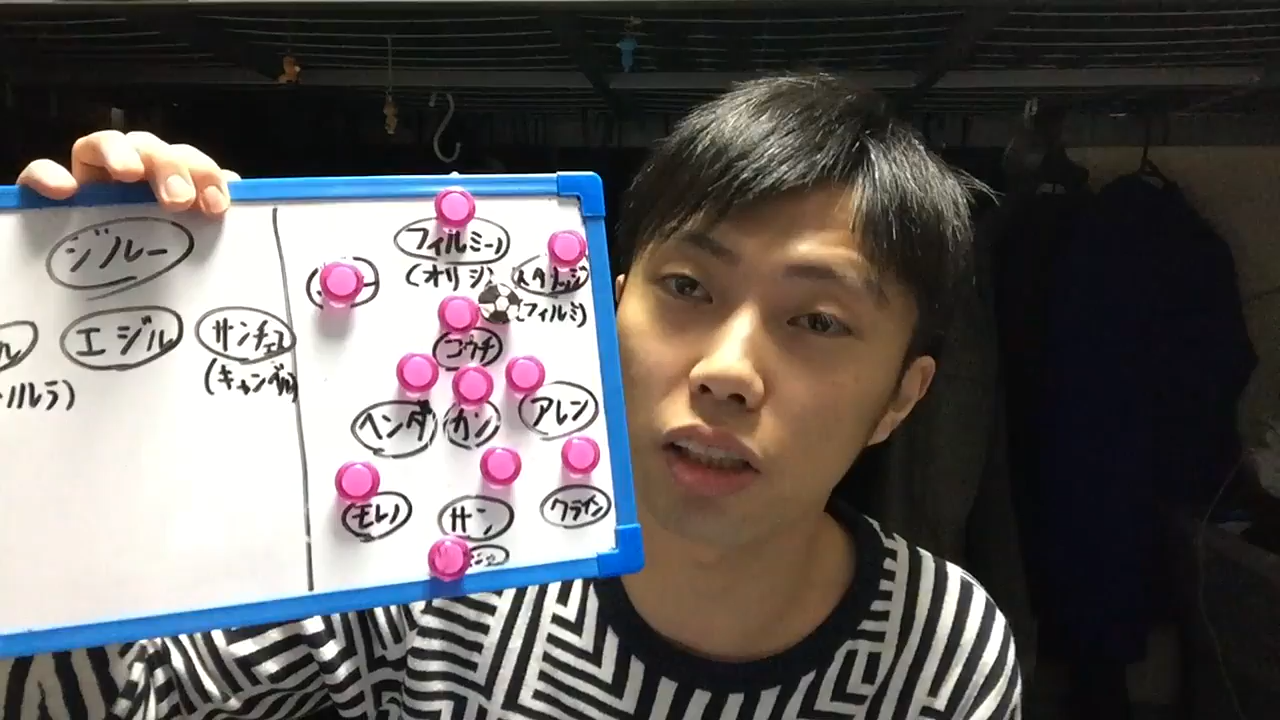 ジルー
エジル
サンチェス
(キャンベル)
フィルミーノ
(オリジ)
スタリッジ
(フィルミ)
コウチ
ヘンダ
カン
アレン
モレノ
サン
クライン